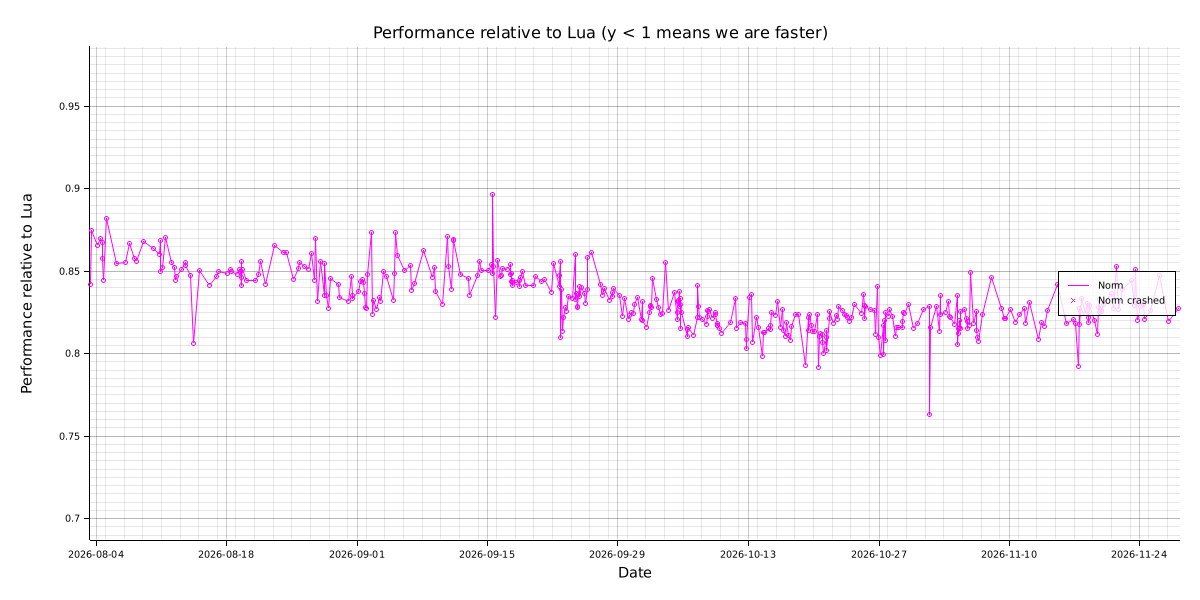 Performance relative to Lua (y < 1 means we are faster)
Performance relative to Lua
0.95
0.9
0.85
0.8
0.75
0.7
Norm
Norm crashed
2026-08-04 2026-08-18 2026-09-01 2026-09-15 2026-09-29 2026-10-13 2026-10-27 2026-11-10 2026-11-24
Date